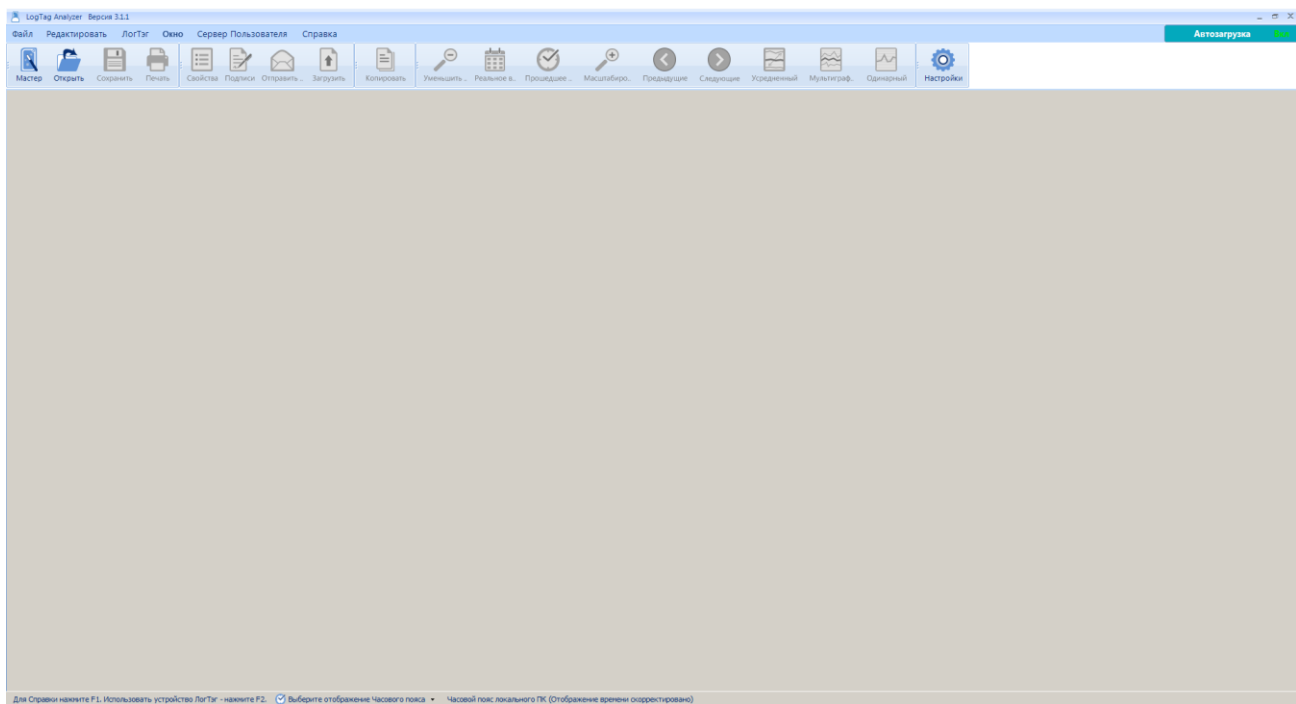 LogTag Analyzer Версия 3.1.1
Файл Редактировать ЛогТэг Окно Сервер Пользователя Справка
Автозагрузка Вкл
Мастер Открыть Сохранить Печать Свойства Подписи Отправить .. Загрузить Копировать Уменьшить .. Реальное в.. Прошедшее .. Масштабиро.. Предыдущие Следующие Усредненный Мультиграф.. Одинарный Настройки
Для Справки нажмите F1. Использовать устройство ЛогТэг - нажмите F2. Выберите отображение Часового пояса Часовой пояс локального ПК (Отображение времени скорректировано)